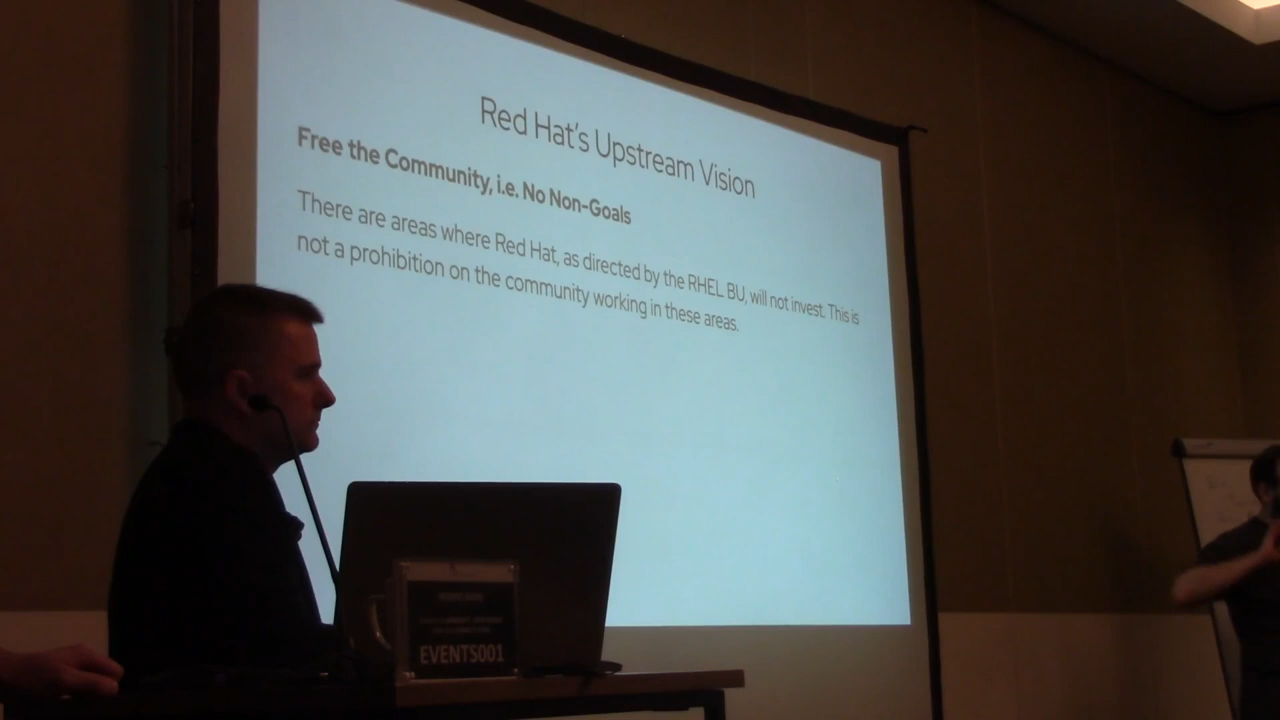 Red Hat's Upstream Vision
Free the Community, i.e. No Non-Goals
There are areas where Red Hat, as directed by the RHEL BU, will not invest. This is
not a prohibition on the community working in these areas.
EVENTS001